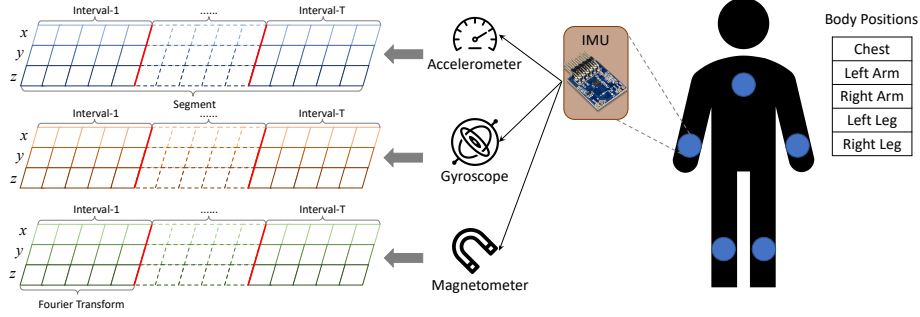 Interval-1 ...... Interval-T
x
y
z
Segment
Accelerometer
Interval-1 ...... Interval-T
x
y
z
Gyroscope
Interval-1 ...... Interval-T
x
y
z
Fourier Transform
Magnetometer
IMU
Body Positions
Chest
Left Arm
Right Arm
Left Leg
Right Leg